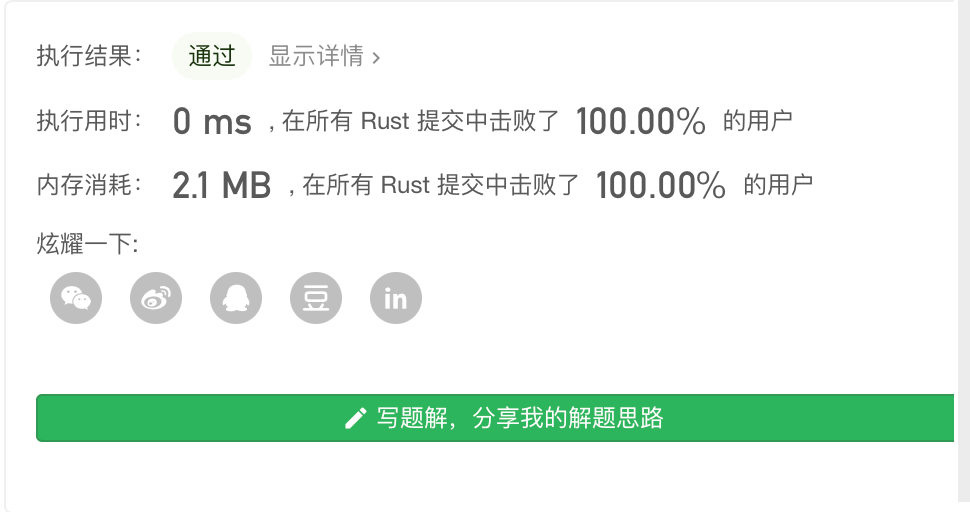 执行结果： 通过 显示详情 ›
执行用时： 0 ms , 在所有 Rust 提交中击败了 100.00% 的用户
内存消耗： 2.1 MB , 在所有 Rust 提交中击败了 100.00% 的用户
炫耀一下:
豆 in
写题解，分享我的解题思路